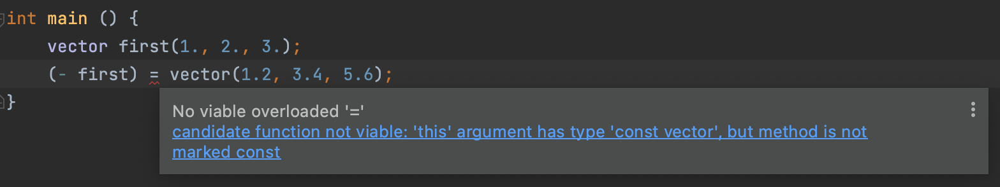 int main () {
    vector first(1., 2., 3.);
    (- first) = vector(1.2, 3.4, 5.6);
}
No viable overloaded '='
candidate function not viable: 'this' argument has type 'const vector', but method is not
marked const